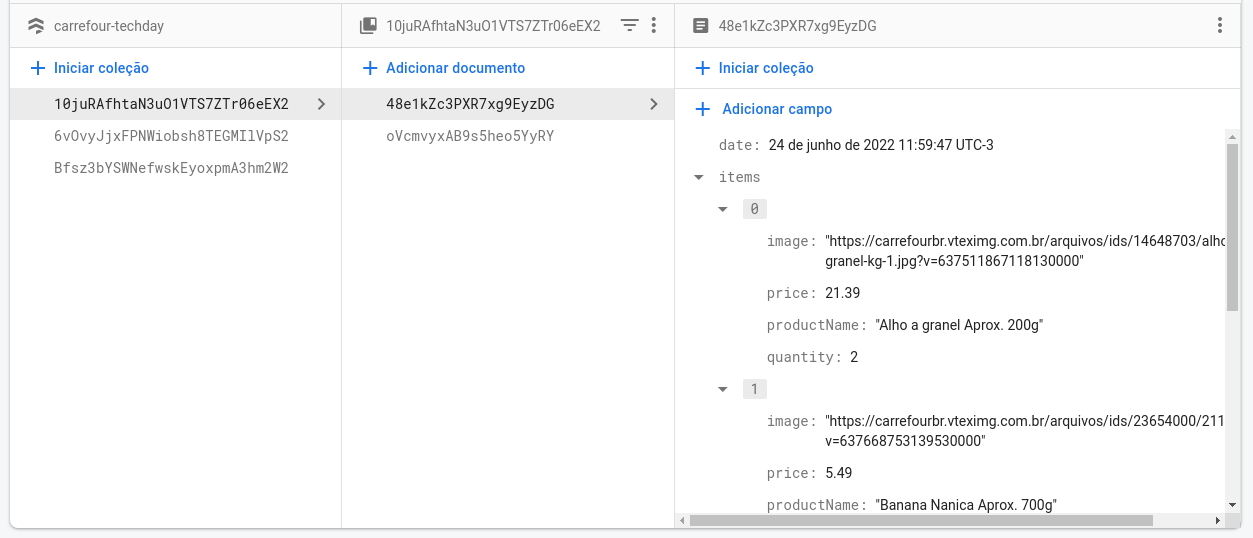 carrefour-techday
Iniciar coleção
10juRAfhtaN3uO1VTS7ZTr06eEX2
6vOvyJjxFPNWiobsh8TEGMIlVpS2
Bfsz3bYSWNefwskEyoxpmA3hm2W2
10juRAfhtaN3uO1VTS7ZTr06eEX2
Adicionar documento
48e1kZc3PXR7xg9EyzDG
oVcmvyxAB9s5heo5YyRY
48e1kZc3PXR7xg9EyzDG
Iniciar coleção
Adicionar campo
date: 24 de junho de 2022 11:59:47 UTC-3
items
0
image: "https://carrefourbr.vteximg.com.br/arquivos/ids/14648703/alho
granel-kg-1.jpg?v=637511867118130000"
price: 21.39
productName: "Alho a granel Aprox. 200g"
quantity: 2
1
image: "https://carrefourbr.vteximg.com.br/arquivos/ids/23654000/211
v=637668753139530000"
price: 5.49
productName: "Banana Nanica Aprox. 700g"